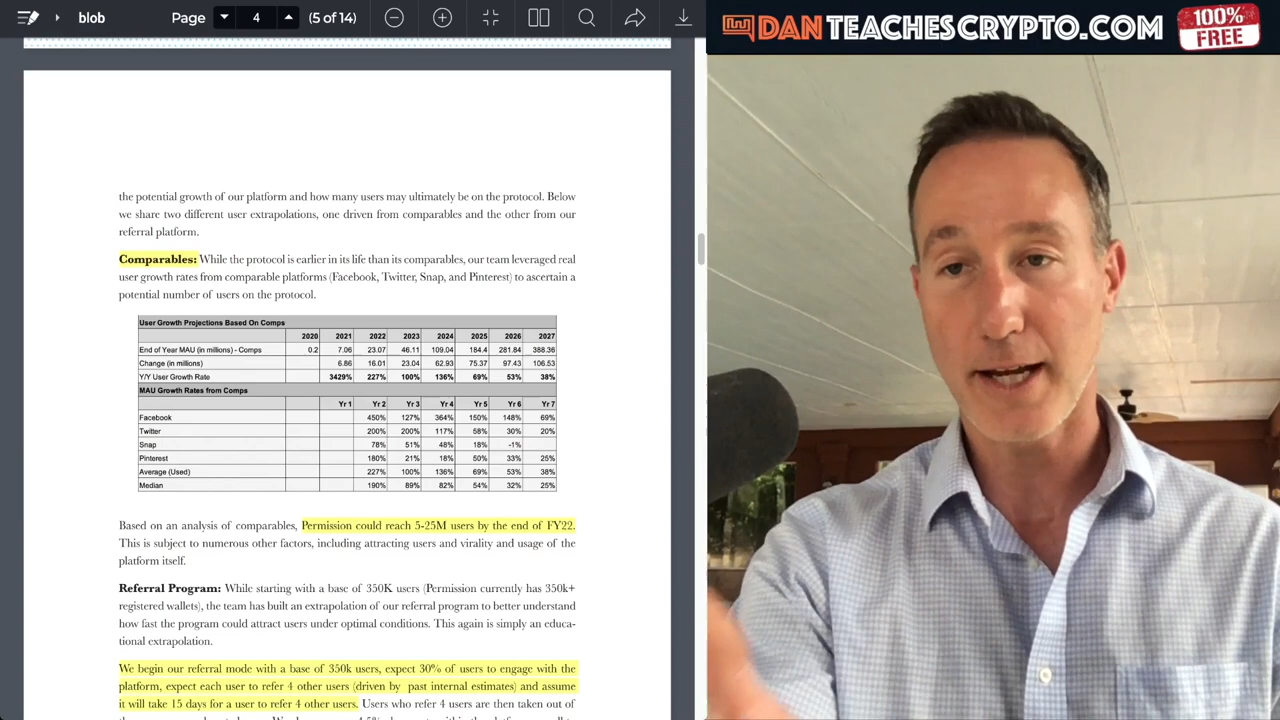 blob
Page 4 (5 of 14)
DANTEACHESCRYPTO.COM
100%
FREE
the potential growth of our platform and how many users may ultimately be on the protocol. Below
we share two different user extrapolations, one driven from comparables and the other from our
referral platform.
Comparables: While the protocol is earlier in its life than its comparables, our team leveraged real
user growth rates from comparable platforms (Facebook, Twitter, Snap, and Pinterest) to ascertain a
potential number of users on the protocol.
User Growth Projections Based On Comps
2020 2021 2022 2023 2024 2025 2026 2027
End of Year MAU (in millions) - Comps 0.2 7.06 23.07 46.11 109.04 184.4 281.84 388.36
Change (in millions) 6.86 16.01 23.04 62.93 75.37 97.43 106.53
Y/Y User Growth Rate 3429% 227% 100% 136% 69% 53% 38%
MAU Growth Rates from Comps
Yr 1 Yr 2 Yr 3 Yr 4 Yr 5 Yr 6 Yr 7
Facebook 450% 127% 364% 150% 148% 69%
Twitter 200% 200% 117% 58% 30% 20%
Snap 78% 51% 48% 18% -1%
Pinterest 180% 21% 18% 50% 33% 25%
Average (Used) 227% 100% 136% 69% 53% 38%
Median 190% 89% 82% 54% 32% 25%
Based on an analysis of comparables, Permission could reach 5-25M users by the end of FY22.
This is subject to numerous other factors, including attracting users and virality and usage of the
platform itself.
Referral Program: While starting with a base of 350K users (Permission currently has 350k+
registered wallets), the team has built an extrapolation of our referral program to better understand
how fast the program could attract users under optimal conditions. This again is simply an educa-
tional extrapolation.
We begin our referral mode with a base of 350k users, expect 30% of users to engage with the
platform, expect each user to refer 4 other users (driven by past internal estimates) and assume
it will take 15 days for a user to refer 4 other users. Users who refer 4 users are then taken out of